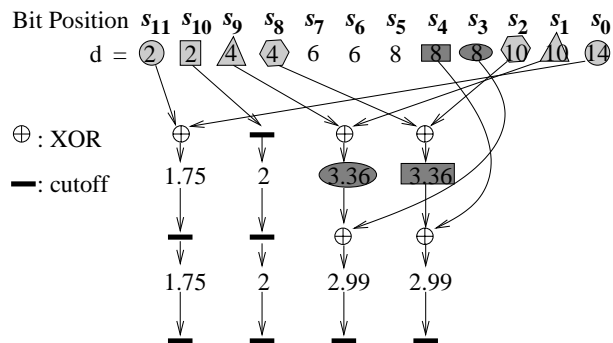 Bit Position s11 s10 s9 s8 s7 s6 s5 s4 s3 s2 s1 s0
d = 2 2 4 4 6 6 8 8 8 10 10 14
⊕ : XOR
1.75 2 3.36 3.36
: cutoff
1.75 2 2.99 2.99